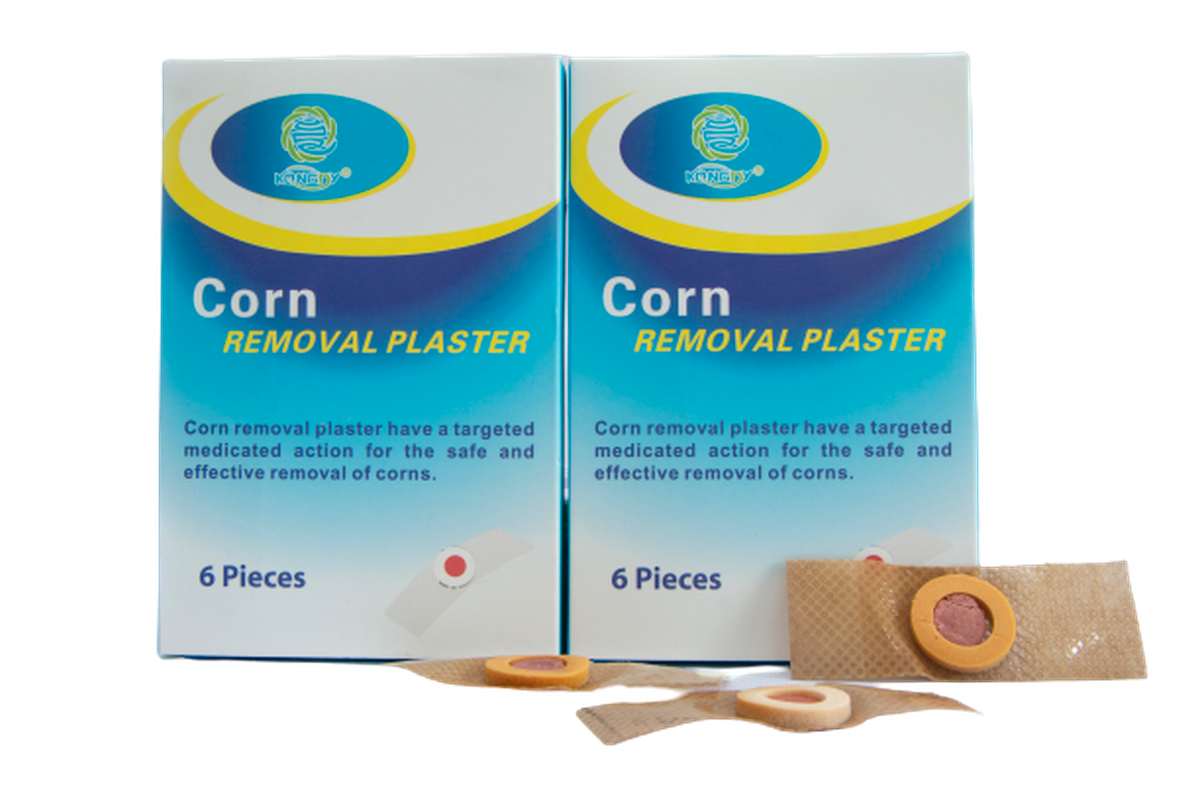 KONGDY
Corn
REMOVAL PLASTER
Corn removal plaster have a targeted
medicated action for the safe and
effective removal of corns.
6 Pieces
KONGDY
Corn
REMOVAL PLASTER
Corn removal plaster have a targeted
medicated action for the safe and
effective removal of corns.
6 Pieces